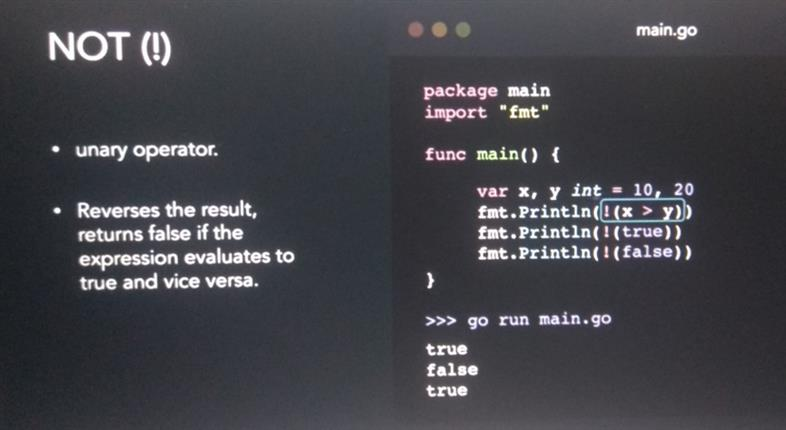 NOT (!)
• unary operator.
• Reverses the result,
returns false if the
expression evaluates to
true and vice versa.
main.go
package main
import "fmt"
func main() {
var x, y int = 10, 20
fmt.Println(!(x > y))
fmt.Println(!(true))
fmt.Println(!(false))
}
>>> go run main.go
true
false
true